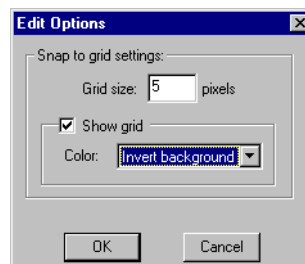 Edit Options
Snap to grid settings:
Grid size: 5 pixels
Show grid
Color: Invert background
OK Cancel